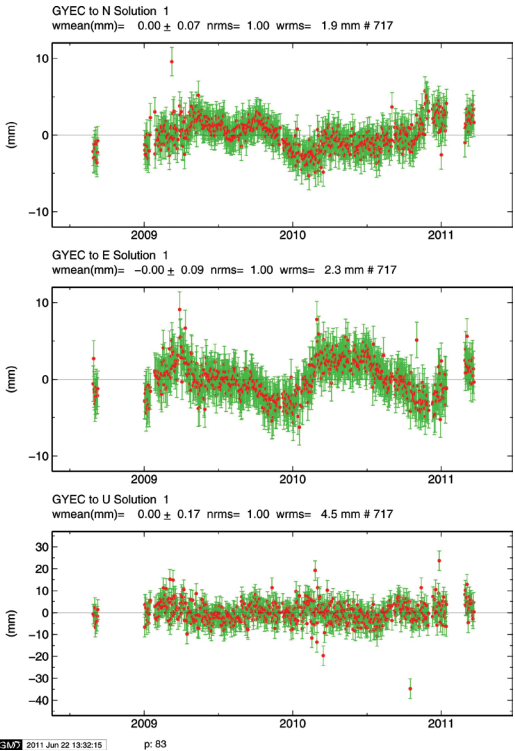 GYEC to N Solution 1
wmean(mm)= 0.00 ± 0.07 nrms= 1.00 wrms= 1.9 mm # 717
10
0
−10
(mm)
2009 2010 2011
GYEC to E Solution 1
wmean(mm)= −0.00 ± 0.09 nrms= 1.00 wrms= 2.3 mm # 717
10
0
−10
(mm)
2009 2010 2011
GYEC to U Solution 1
wmean(mm)= 0.00 ± 0.17 nrms= 1.00 wrms= 4.5 mm # 717
30
20
10
0
−10
−20
−30
−40
(mm)
2009 2010 2011
GMT 2011 Jun 22 13:32:15 p: 83